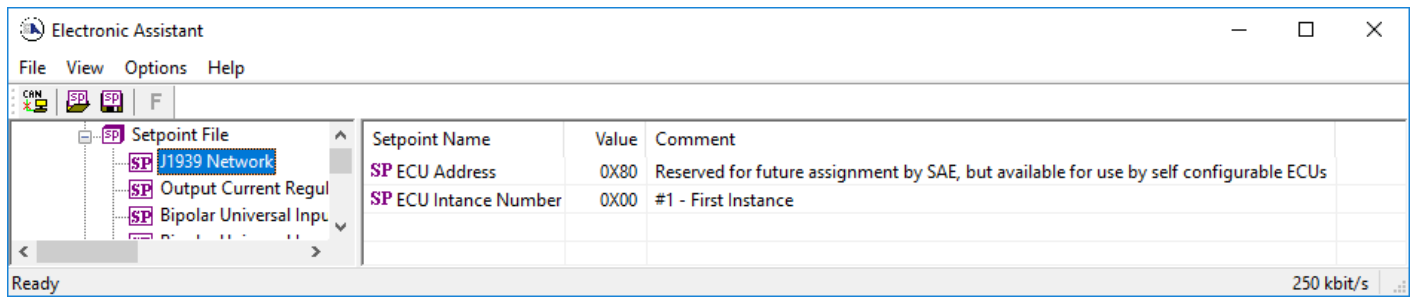 Electronic Assistant
File View Options Help
CAN SP SP F
SP Setpoint File
SP J1939 Network
SP Output Current Regul
SP Bipolar Universal Inpu
Setpoint Name Value Comment
SP ECU Address 0X80 Reserved for future assignment by SAE, but available for use by self configurable ECUs
SP ECU Intance Number 0X00 #1 - First Instance
Ready 250 kbit/s